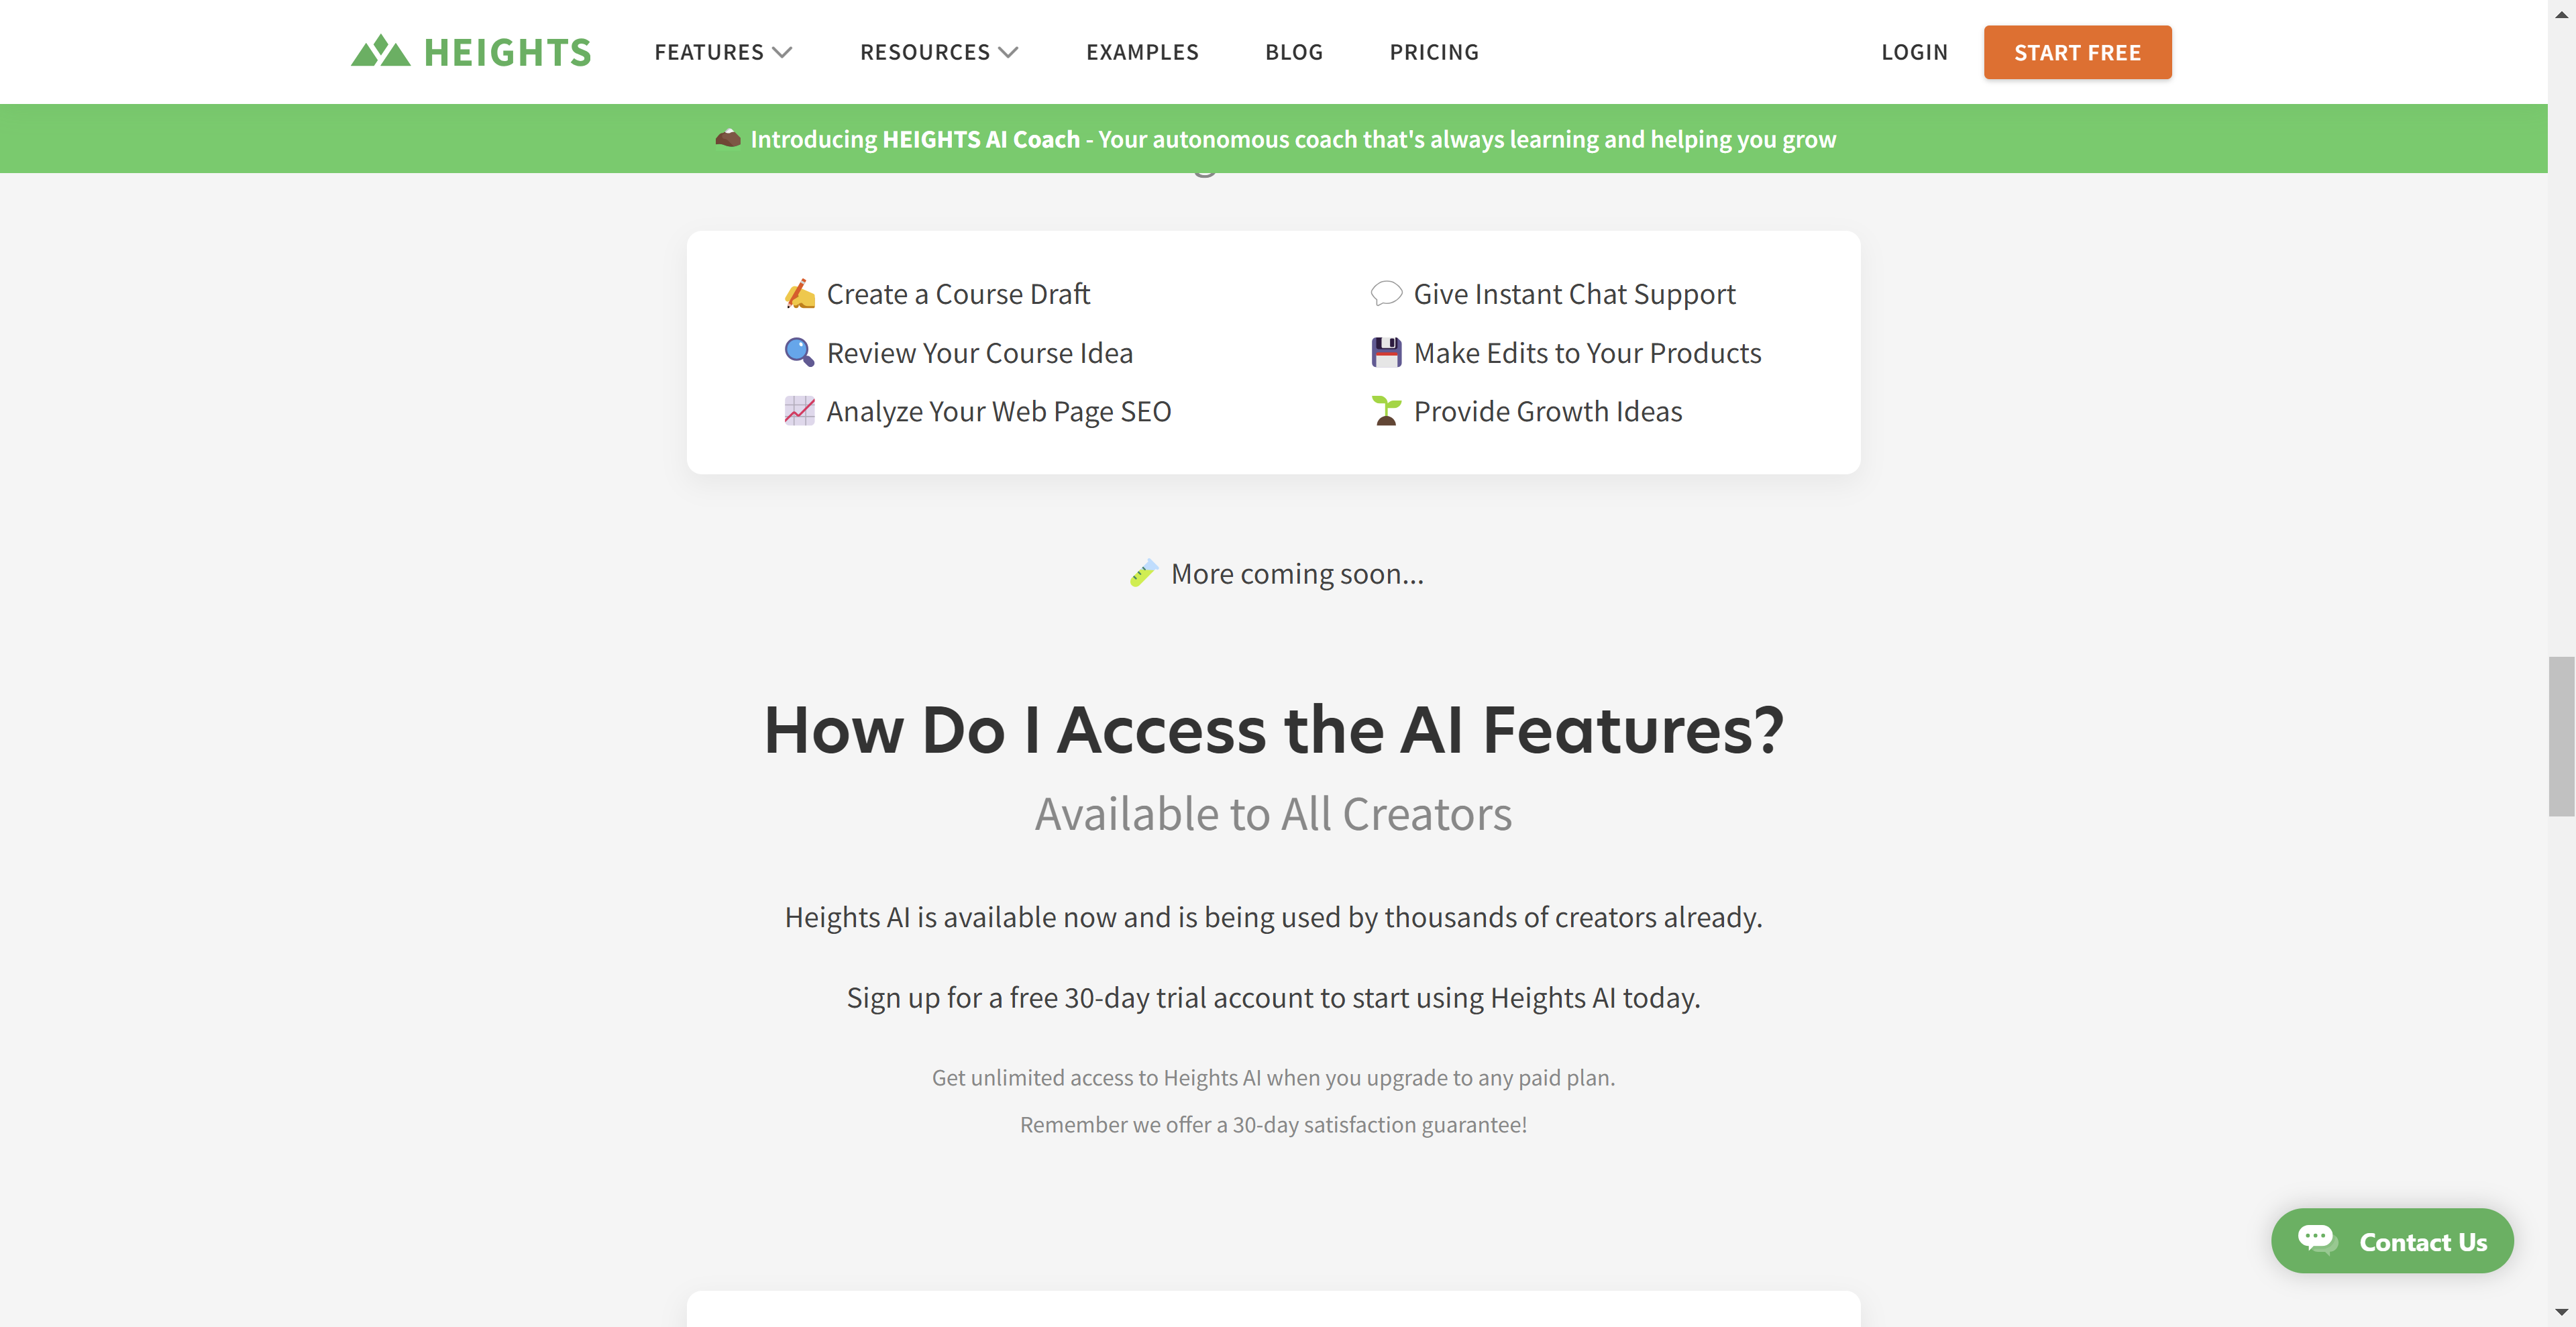 HEIGHTS
FEATURES
RESOURCES
EXAMPLES
BLOG
PRICING
LOGIN
START FREE
Introducing HEIGHTS AI Coach - Your autonomous coach that's always learning and helping you grow
Create a Course Draft
Review Your Course Idea
Analyze Your Web Page SEO
Give Instant Chat Support
Make Edits to Your Products
Provide Growth Ideas
More coming soon...
How Do I Access the AI Features?
Available to All Creators
Heights AI is available now and is being used by thousands of creators already.
Sign up for a free 30-day trial account to start using Heights AI today.
Get unlimited access to Heights AI when you upgrade to any paid plan.
Remember we offer a 30-day satisfaction guarantee!
Contact Us